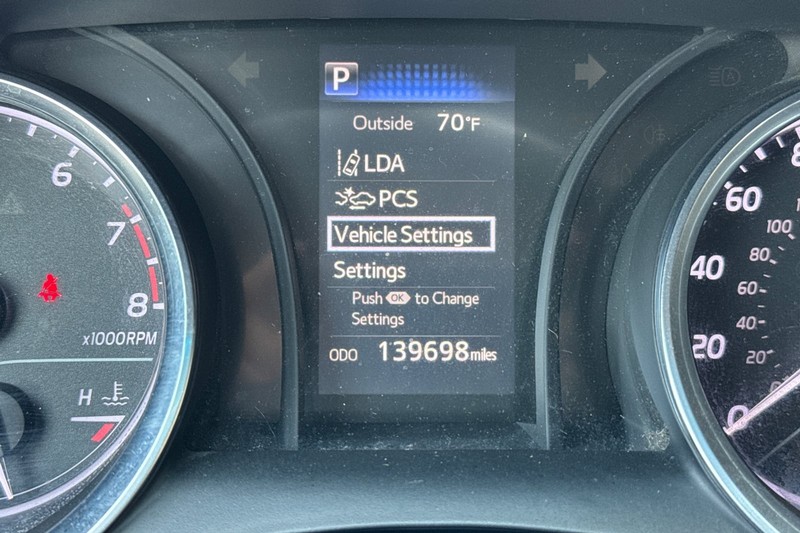 P
Outside 70°F
LDA
PCS
Vehicle Settings
Settings
Push OK to Change
Settings
ODO 139698 miles
6
7
8
x1000RPM
H
60
40
20
0
100
80
60
40
20